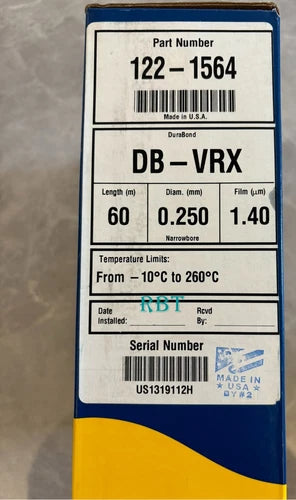 Part Number
122-1564
Made in U.S.A.
DuraBond
DB-VRX
Length (m) Diam. (mm) Film (μm)
60 0.250 1.40
Narrowbore
Temperature Limits:
From -10°C to 260°C
RBT
Date Rcvd
Installed: By:
Serial Number
US1319112H
MADE IN
★ USA ★
BY#2